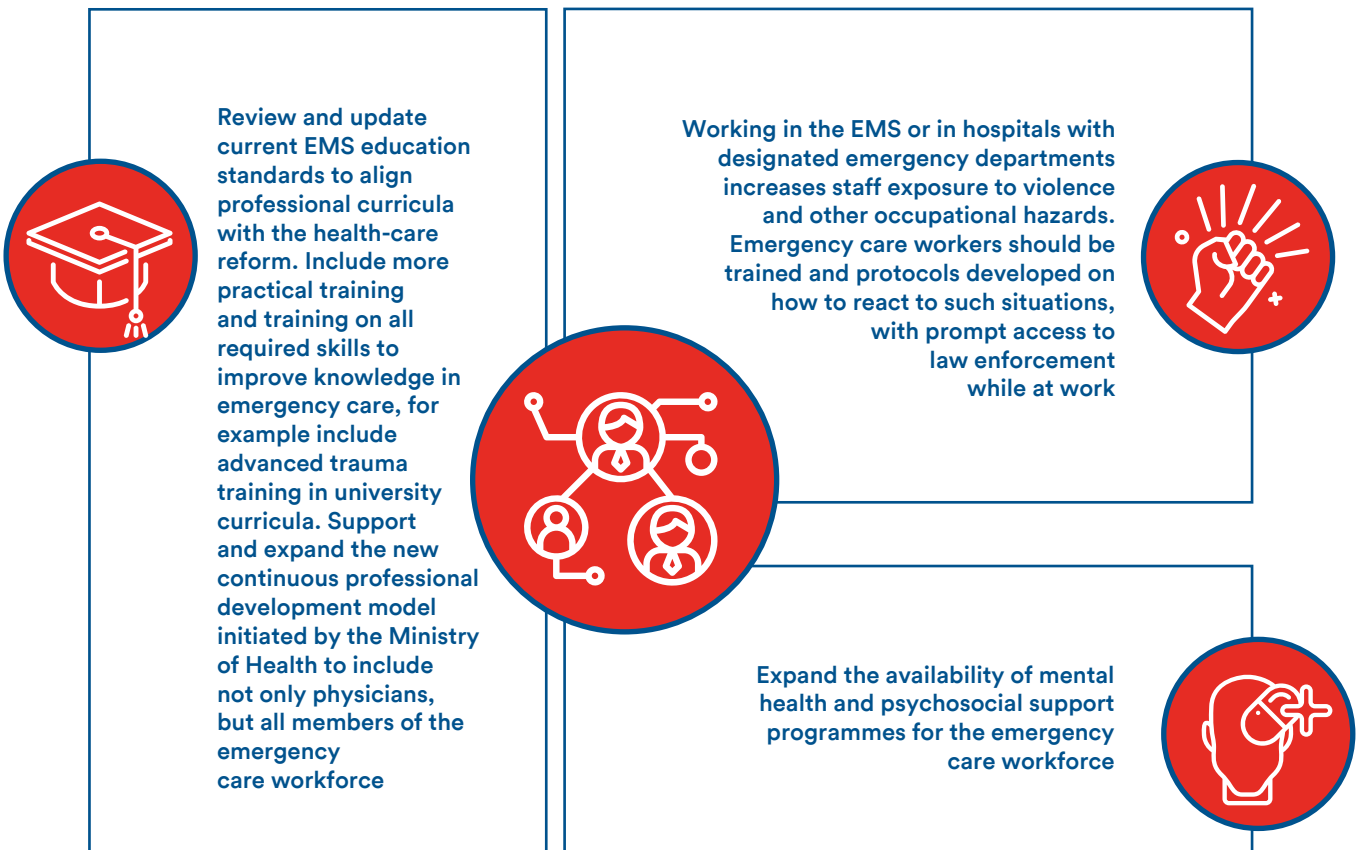 Review and update
current EMS education
standards to align
professional curricula
with the health-care
reform. Include more
practical training
and training on all
required skills to
improve knowledge in
emergency care, for
example include
advanced trauma
training in university
curricula. Support
and expand the new
continuous professional
development model
initiated by the Ministry
of Health to include
not only physicians,
but all members of the
emergency
care workforce
Working in the EMS or in hospitals with
designated emergency departments
increases staff exposure to violence
and other occupational hazards.
Emergency care workers should be
trained and protocols developed on
how to react to such situations,
with prompt access to
law enforcement
while at work
Expand the availability of mental
health and psychosocial support
programmes for the emergency
care workforce